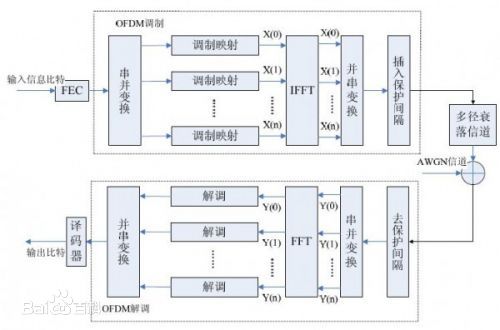 OFDM调制
输入信息比特
FEC
串并变换
调制映射
调制映射
调制映射
X(0)
X(1)
X(n)
IFFT
X(0)
X(1)
X(n)
并串变换
插入保护间隔
多径衰落信道
AWGN信道
译码器
输出比特
并串变换
解调
解调
解调
Y(0)
Y(1)
Y(n)
FFT
Y(0)
Y(1)
Y(n)
串并变换
去保护间隔
OFDM解调
Bai百科